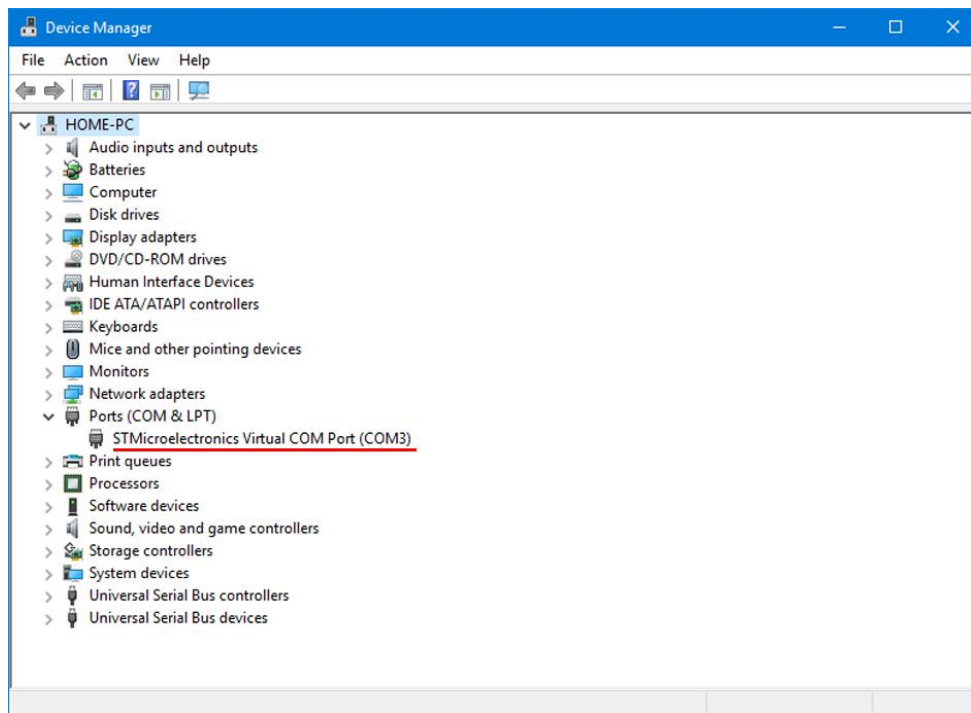 Device Manager
File Action View Help
HOME-PC
Audio inputs and outputs
Batteries
Computer
Disk drives
Display adapters
DVD/CD-ROM drives
Human Interface Devices
IDE ATA/ATAPI controllers
Keyboards
Mice and other pointing devices
Monitors
Network adapters
Ports (COM & LPT)
STMicroelectronics Virtual COM Port (COM3)
Print queues
Processors
Software devices
Sound, video and game controllers
Storage controllers
System devices
Universal Serial Bus controllers
Universal Serial Bus devices